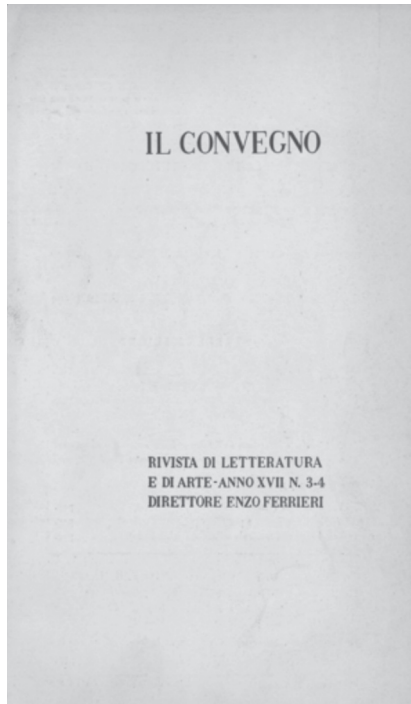 IL CONVEGNO
RIVISTA DI LETTERATURA
E DI ARTE-ANNO XVII N. 3-4
DIRETTORE ENZO FERRIERI